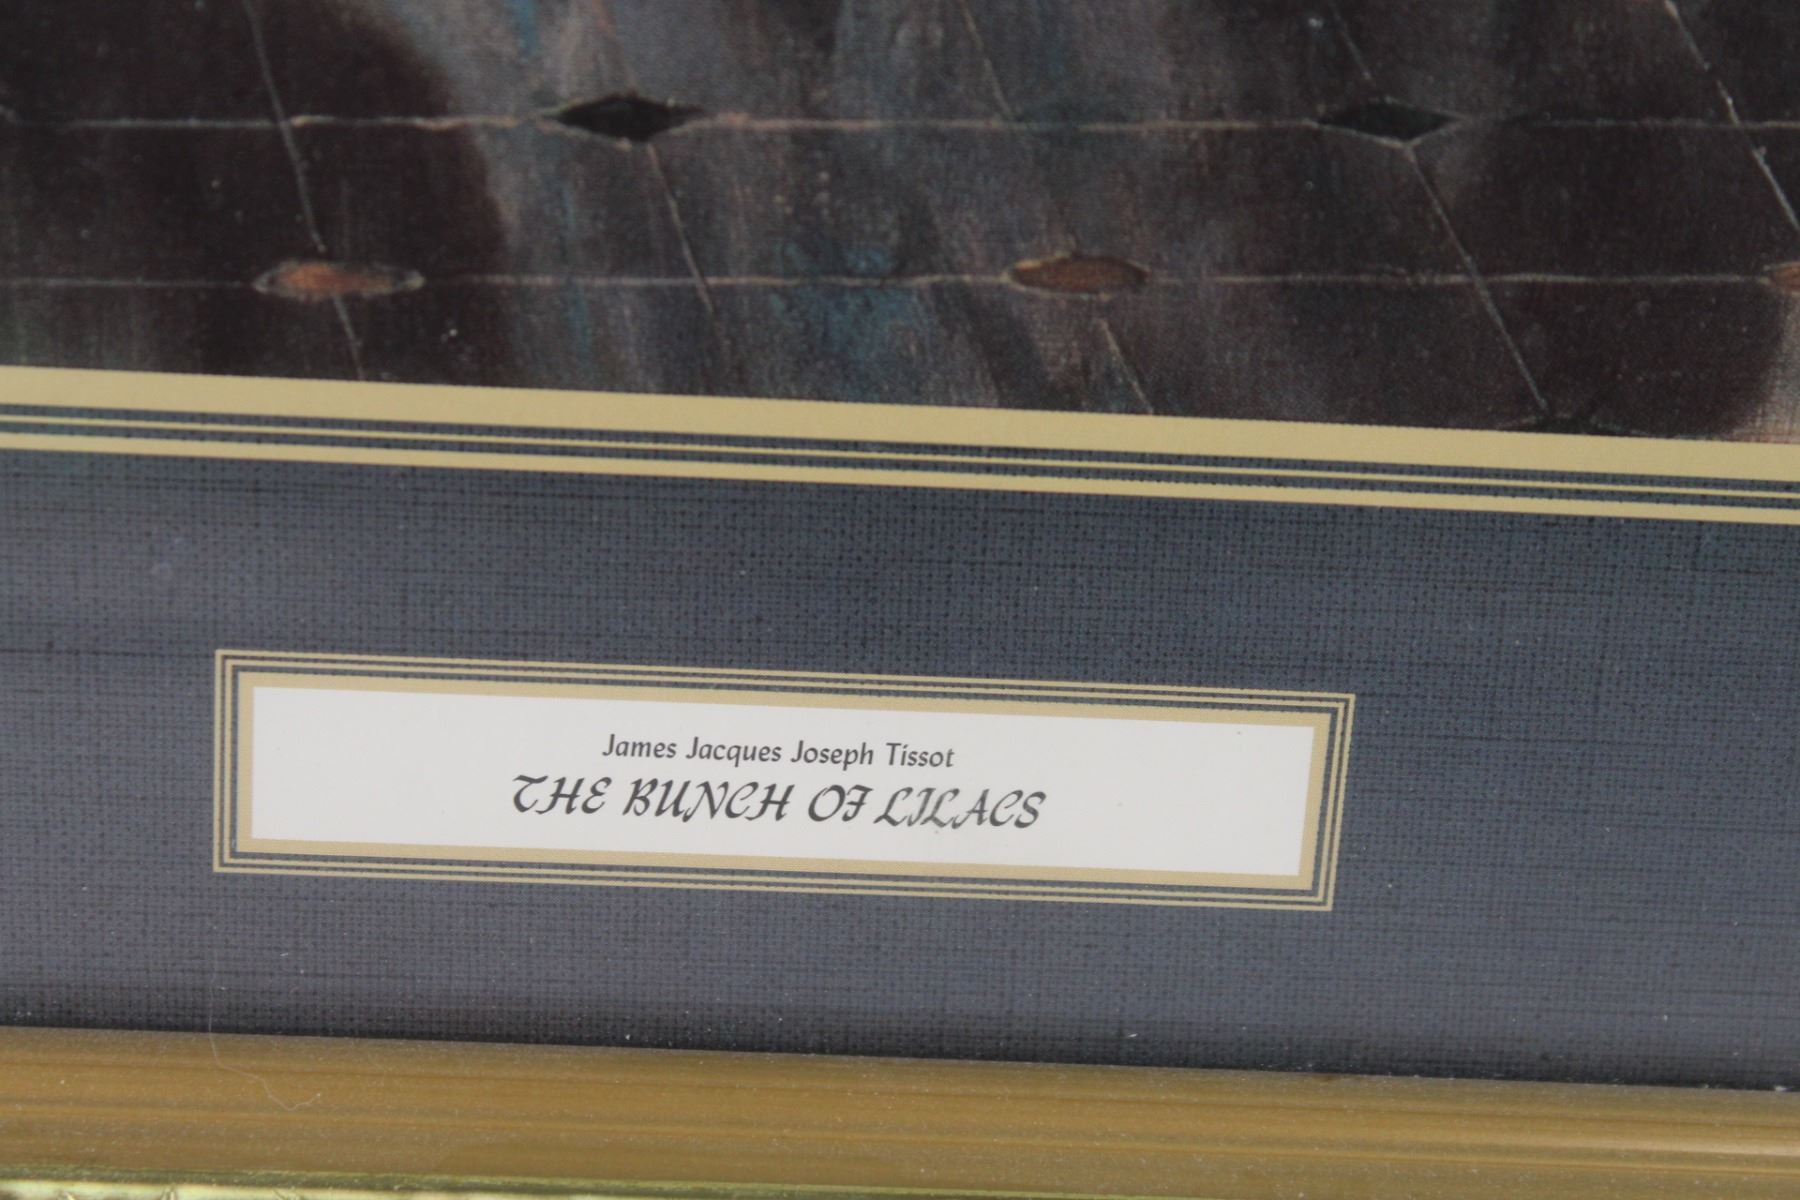 James Jacques Joseph Tissot
THE BUNCH OF LILACS